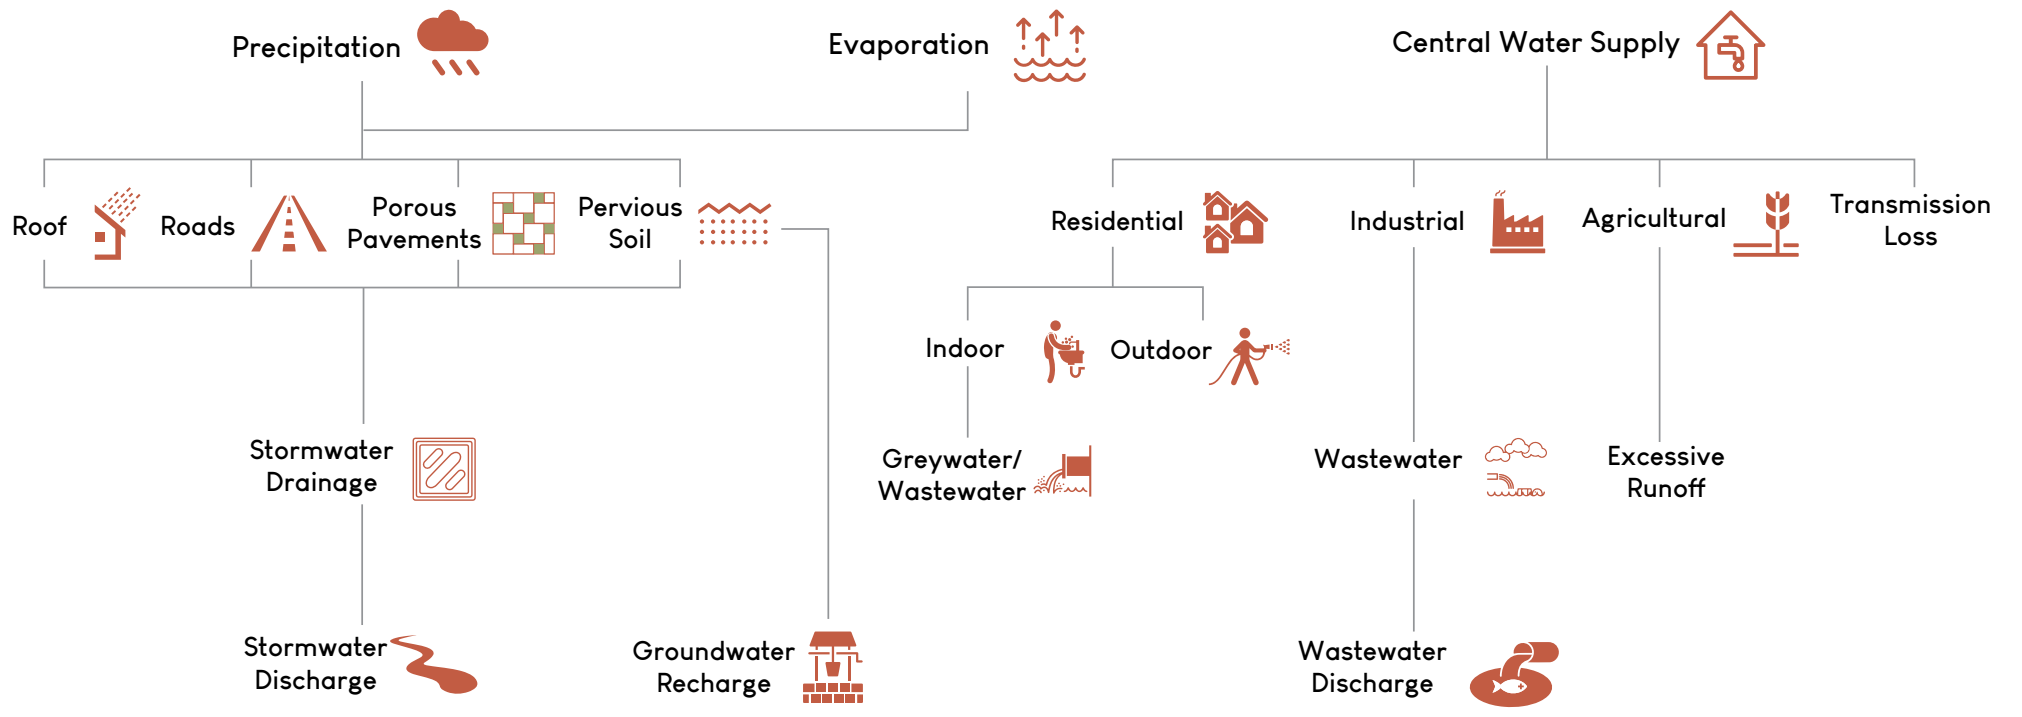 Precipitation
Evaporation
Central Water Supply
Roof
Roads
Porous
Pavements
Pervious
Soil
Residential
Industrial
Agricultural
Transmission
Loss
Indoor
Outdoor
Stormwater
Drainage
Greywater/
Wastewater
Wastewater
Excessive
Runoff
Stormwater
Discharge
Groundwater
Recharge
Wastewater
Discharge